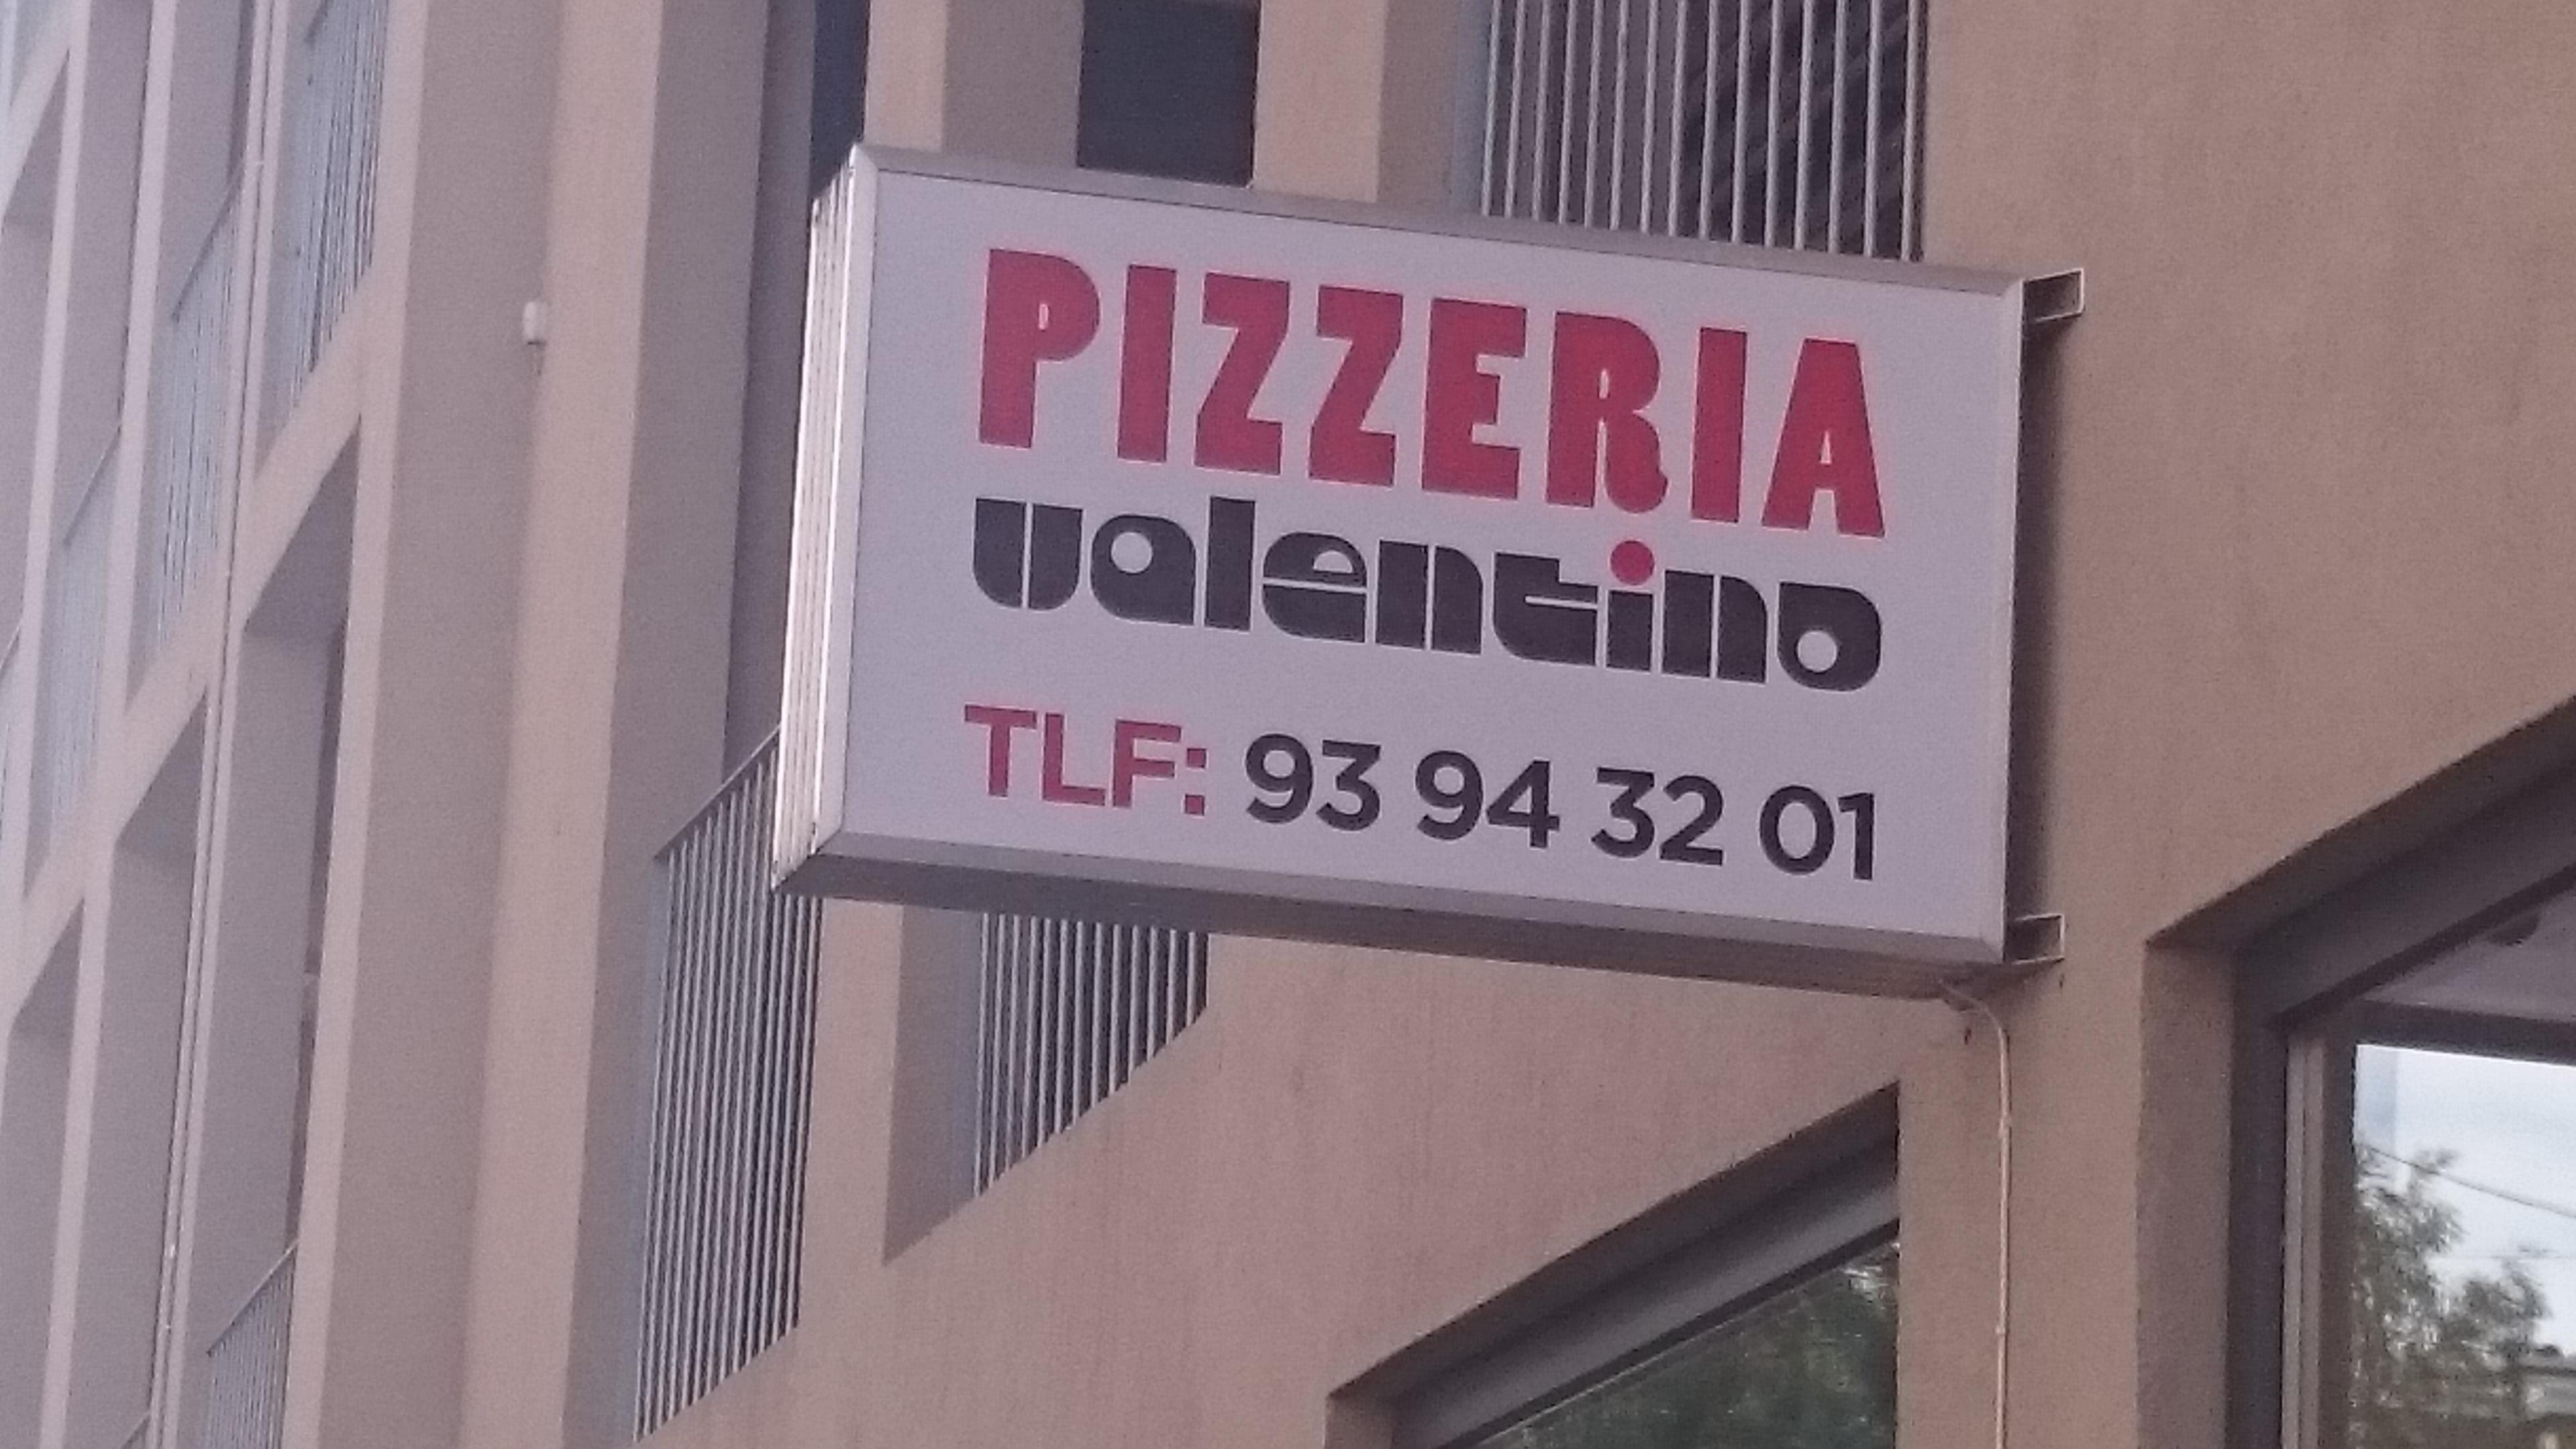 PIZZERIA
valentino
TLF: 93 94 32 01